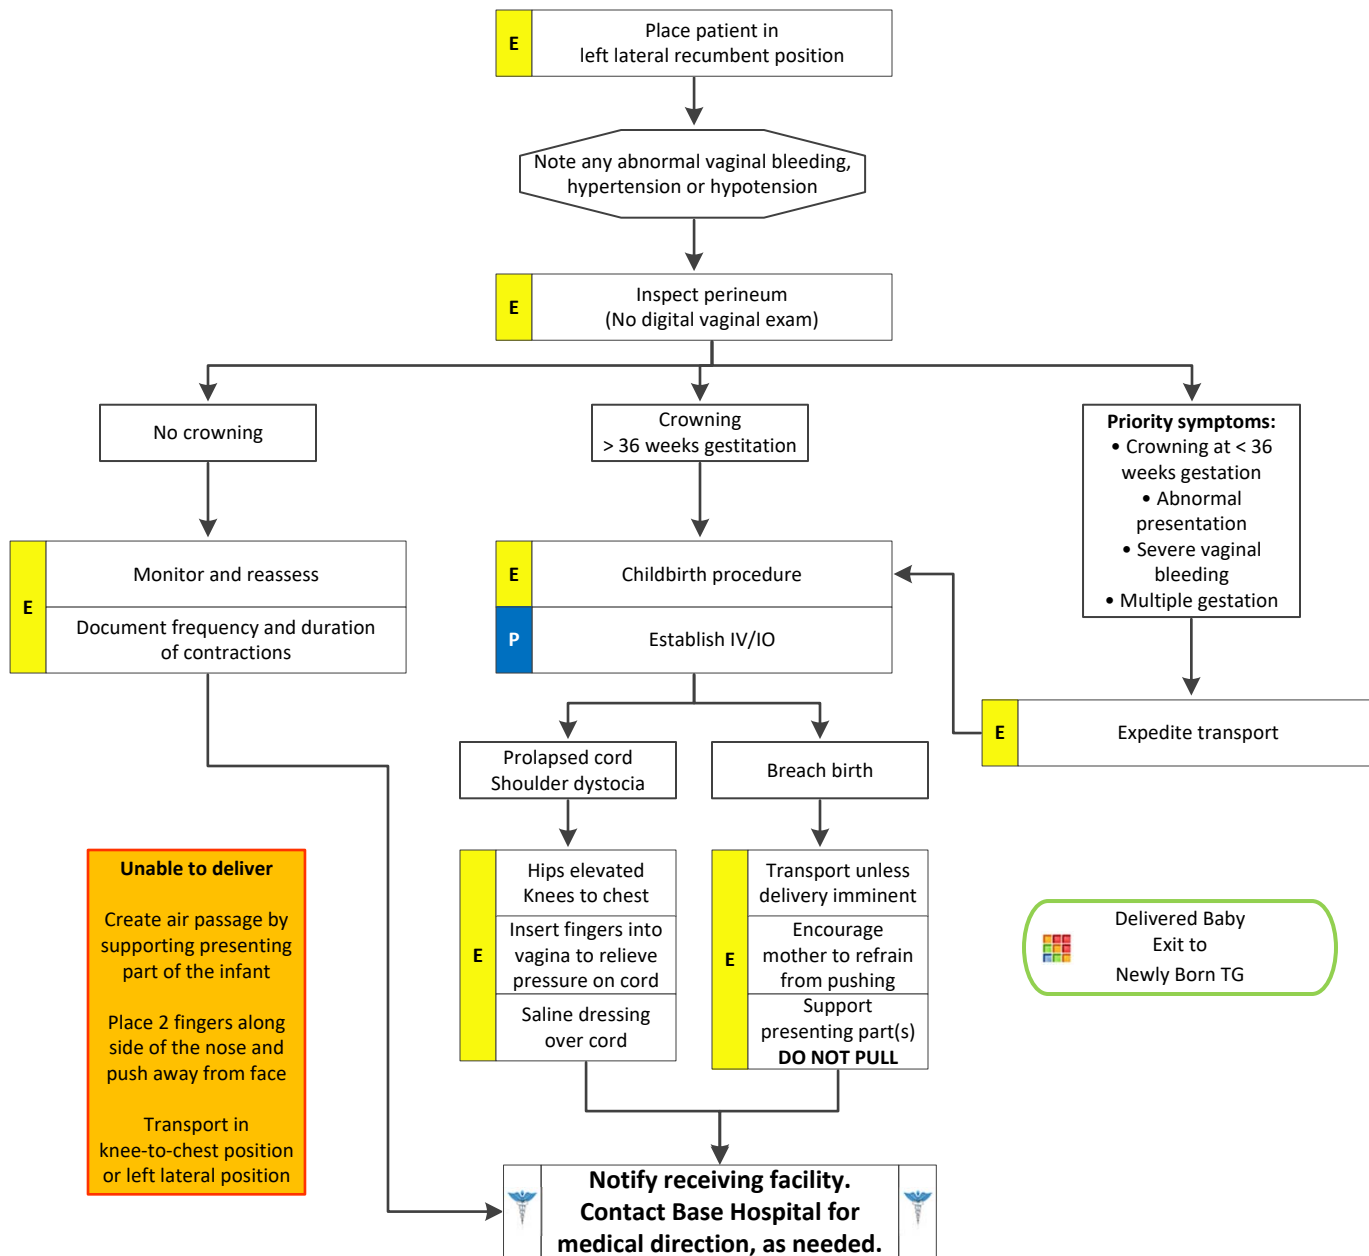 E
Place patient in
left lateral recumbent position
Note any abnormal vaginal bleeding,
hypertension or hypotension
E
Inspect perineum
(No digital vaginal exam)
No crowning
Crowning
> 36 weeks gestitation
Priority symptoms:
• Crowning at < 36
weeks gestation
• Abnormal
presentation
• Severe vaginal
bleeding
• Multiple gestation
E
Monitor and reassess
Document frequency and duration
of contractions
E
Childbirth procedure
P
Establish IV/IO
E
Expedite transport
Prolapsed cord
Shoulder dystocia
Breach birth
E
Hips elevated
Knees to chest
Insert fingers into
vagina to relieve
pressure on cord
Saline dressing
over cord
E
Transport unless
delivery imminent
Encourage
mother to refrain
from pushing
Support
presenting part(s)
DO NOT PULL
Unable to deliver
Create air passage by
supporting presenting
part of the infant
Place 2 fingers along
side of the nose and
push away from face
Transport in
knee-to-chest position
or left lateral position
Delivered Baby
Exit to
Newly Born TG
Notify receiving facility.
Contact Base Hospital for
medical direction, as needed.